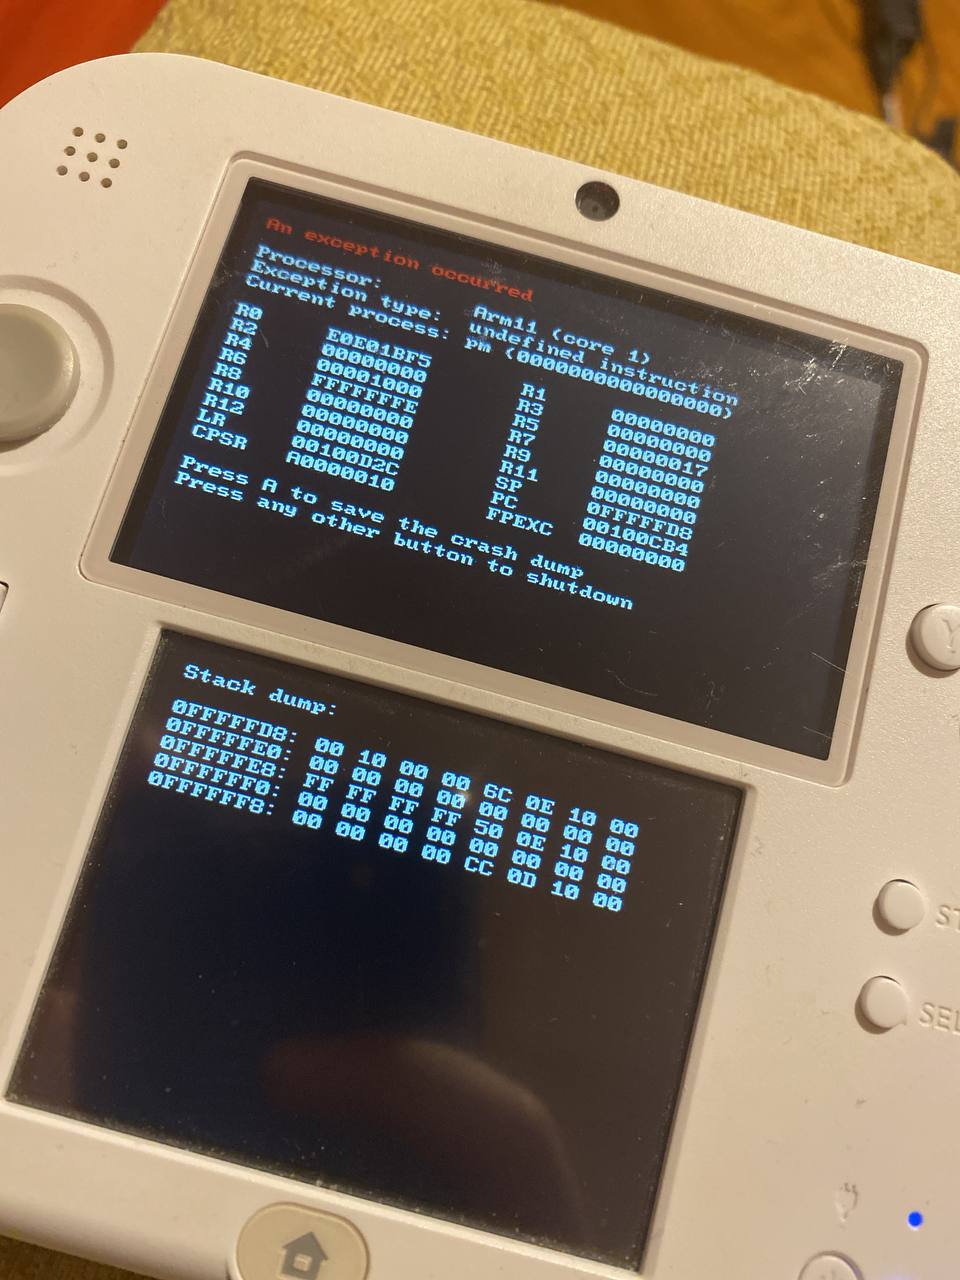 An exception occurred
Processor: Arm11 (core 1)
Exception type: undefined instruction
Current process: pm (0000000000000000)
R0 E0E01BF5 R1 00000000
R2 00000000 R3 00000000
R4 00001000 R5 00000017
R6 FFFFFFFE R7 00000000
R8 00000000 R9 00000000
R10 00000000 R11 00000000
R12 00000000 SP 0FFFFFD8
LR 00100D2C PC 00100CB4
CPSR A0000010 FPEXC 00000000
Press A to save the crash dump
Press any other button to shutdown
Y
Stack dump:
0FFFFFD8: 00 10 00 00 6C 0E 10 00
0FFFFFE0: 00 00 00 00 00 00 00 00
0FFFFFE8: FF FF FF FF 50 0E 10 00
0FFFFFF0: 00 00 00 00 00 00 00 00
0FFFFFF8: 00 00 00 00 CC 0D 10 00
ST
SEL